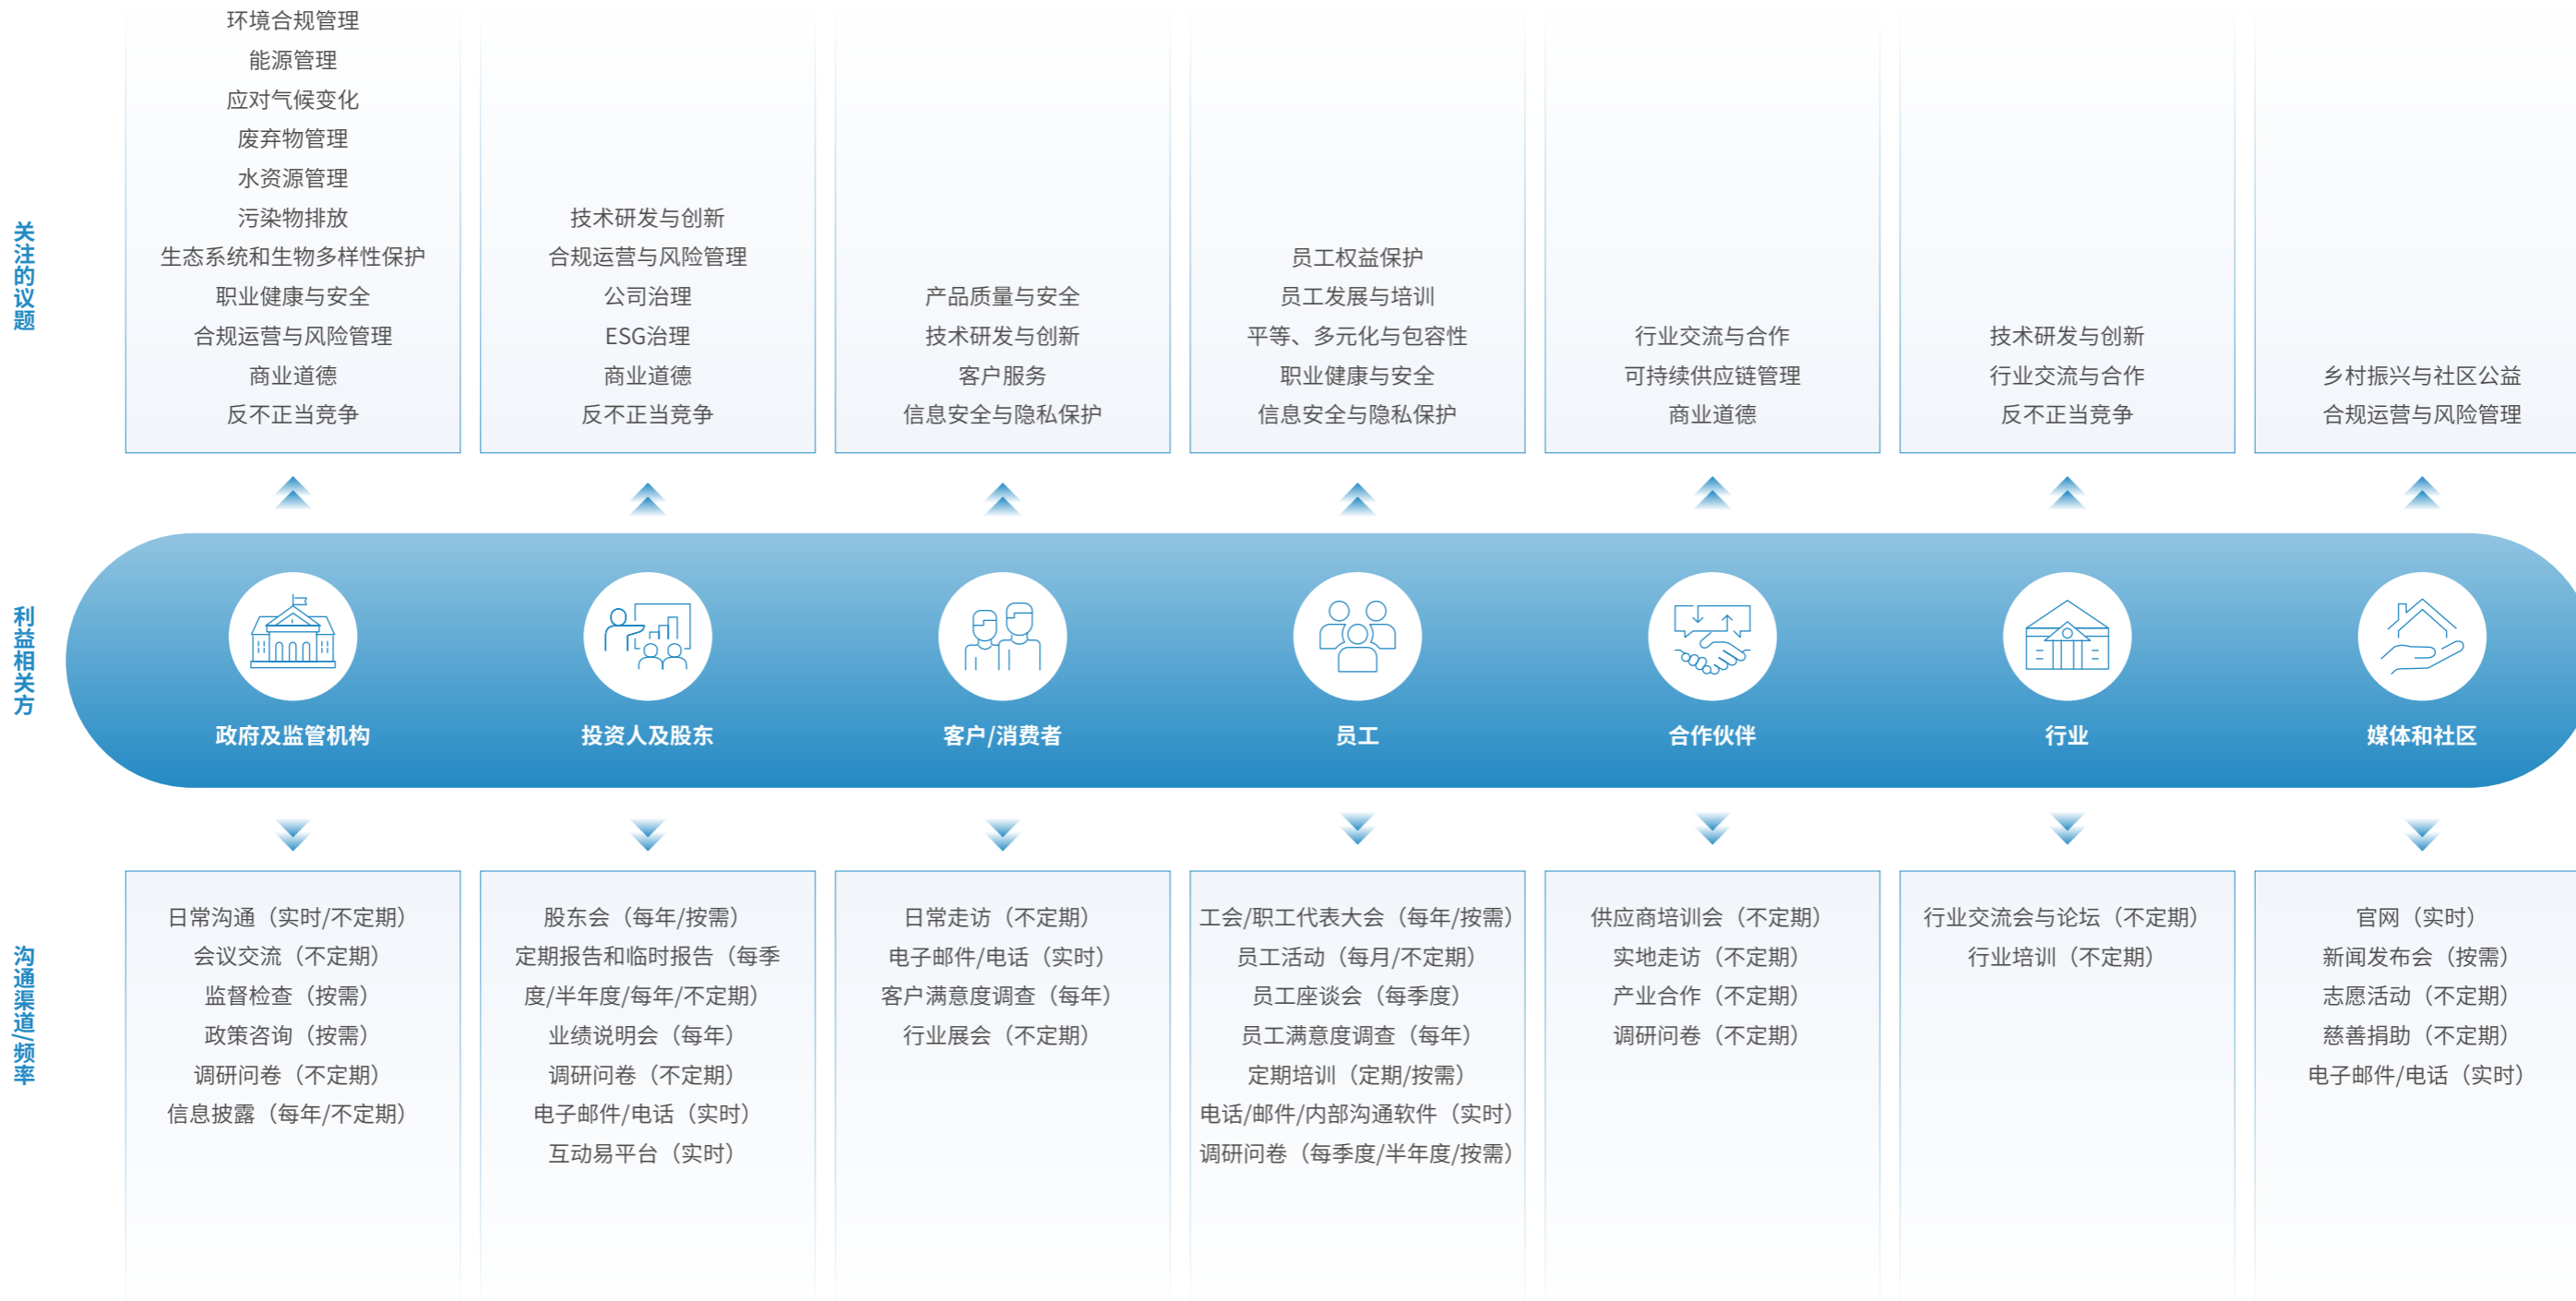 关注的议题
环境合规管理
能源管理
应对气候变化
废弃物管理
水资源管理
污染物排放
生态系统和生物多样性保护
职业健康与安全
合规运营与风险管理
商业道德
反不正当竞争
技术研发与创新
合规运营与风险管理
公司治理
ESG治理
商业道德
反不正当竞争
产品质量与安全
技术研发与创新
客户服务
信息安全与隐私保护
员工权益保护
员工发展与培训
平等、多元化与包容性
职业健康与安全
信息安全与隐私保护
行业交流与合作
可持续供应链管理
商业道德
技术研发与创新
行业交流与合作
反不正当竞争
乡村振兴与社区公益
合规运营与风险管理
利益相关方
政府及监管机构
投资人及股东
客户/消费者
员工
合作伙伴
行业
媒体和社区
沟通渠道/频率
日常沟通（实时/不定期）
会议交流（不定期）
监督检查（按需）
政策咨询（按需）
调研问卷（不定期）
信息披露（每年/不定期）
股东会（每年/按需）
定期报告和临时报告（每季
度/半年度/每年/不定期）
业绩说明会（每年）
调研问卷（不定期）
电子邮件/电话（实时）
互动易平台（实时）
日常走访（不定期）
电子邮件/电话（实时）
客户满意度调查（每年）
行业展会（不定期）
工会/职工代表大会（每年/按需）
员工活动（每月/不定期）
员工座谈会（每季度）
员工满意度调查（每年）
定期培训（定期/按需）
电话/邮件/内部沟通软件（实时）
调研问卷（每季度/半年度/按需）
供应商培训会（不定期）
实地走访（不定期）
产业合作（不定期）
调研问卷（不定期）
行业交流会与论坛（不定期）
行业培训（不定期）
官网（实时）
新闻发布会（按需）
志愿活动（不定期）
慈善捐助（不定期）
电子邮件/电话（实时）